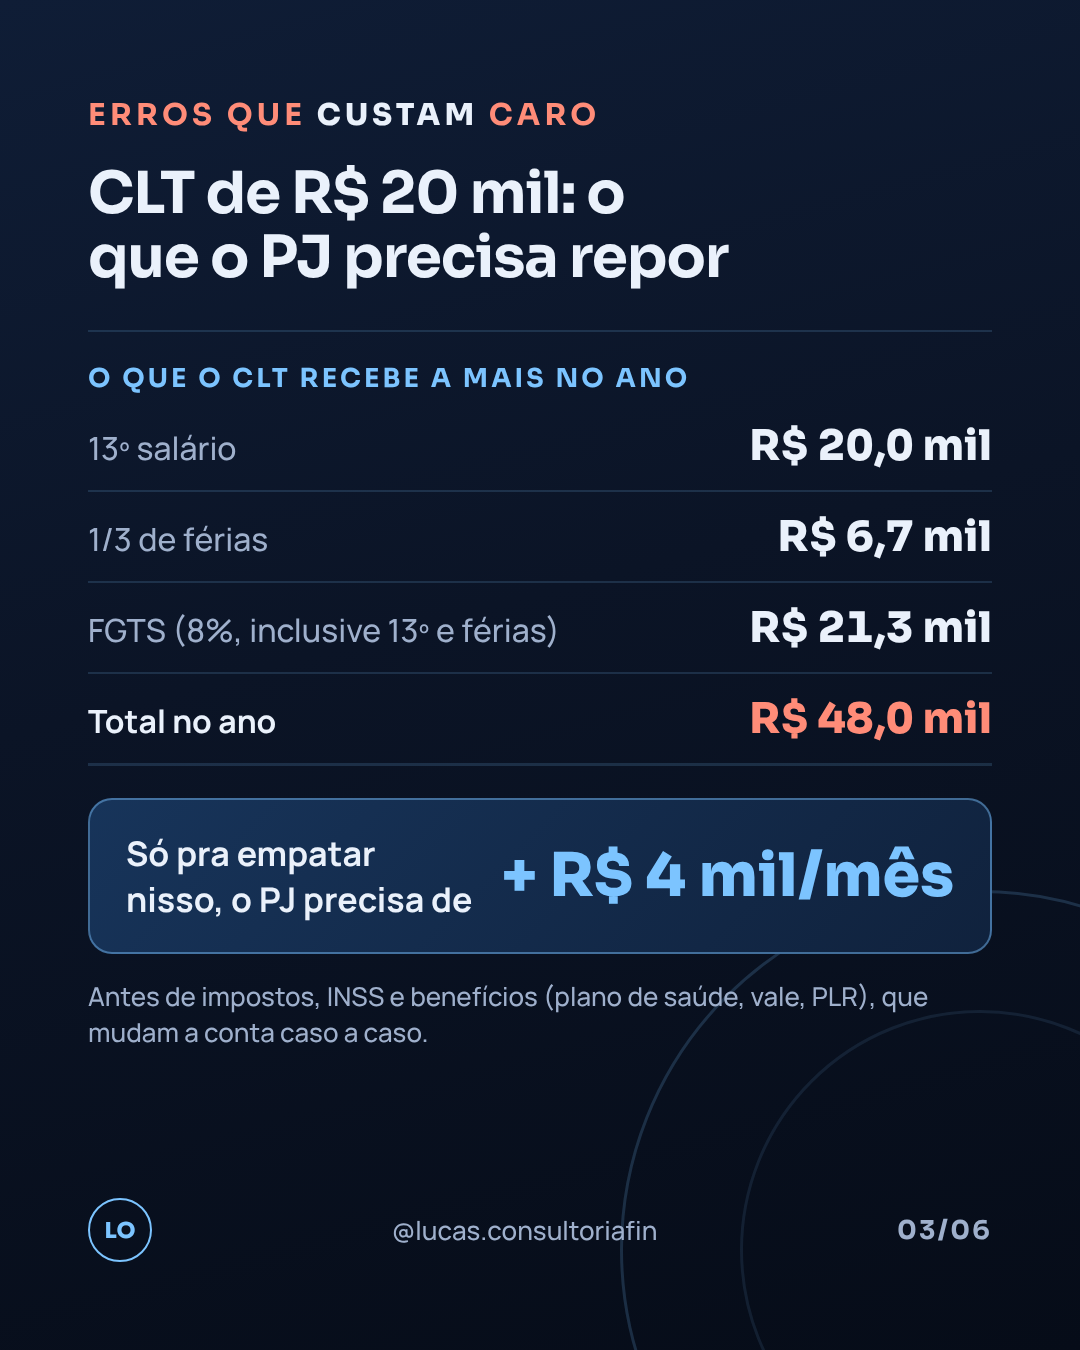 ERROS QUE CUSTAM CARO
CLT de R$ 20 mil: o
que o PJ precisa repor
O QUE O CLT RECEBE A MAIS NO ANO
13º salário R$ 20,0 mil
1/3 de férias R$ 6,7 mil
FGTS (8%, inclusive 13º e férias) R$ 21,3 mil
Total no ano R$ 48,0 mil
Só pra empatar
nisso, o PJ precisa de + R$ 4 mil/mês
Antes de impostos, INSS e benefícios (plano de saúde, vale, PLR), que
mudam a conta caso a caso.
LO @lucas.consultoriafin 03/06